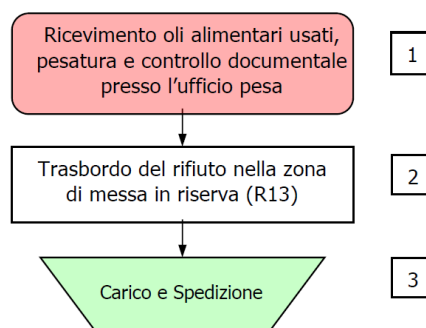 Ricevimento oli alimentari usati,
pesatura e controllo documentale
presso l'ufficio pesa
1
Trasbordo del rifiuto nella zona
di messa in riserva (R13)
2
Carico e Spedizione
3